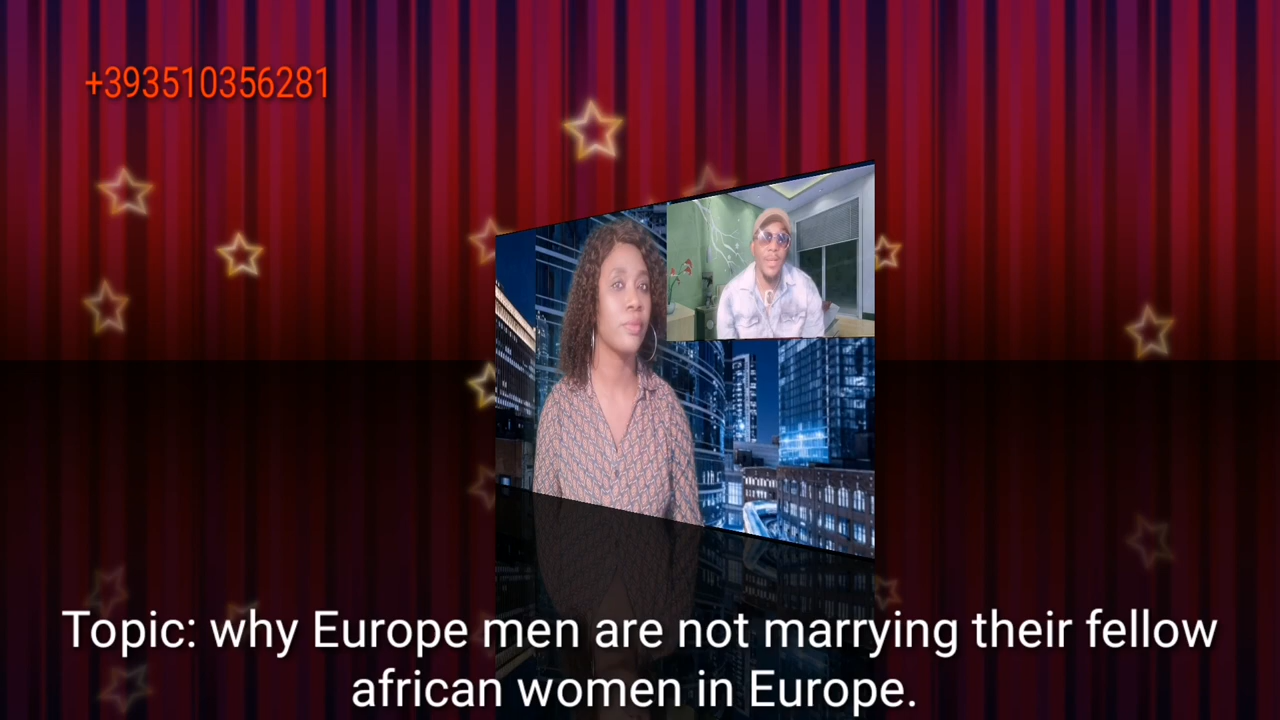 +393510356281
Topic: why Europe men are not marrying their fellow
african women in Europe.